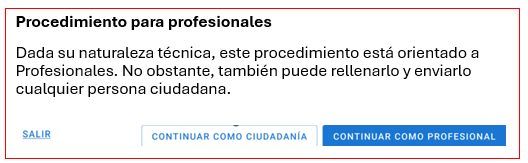 Procedimiento para profesionales
Dada su naturaleza técnica, este procedimiento está orientado a
Profesionales. No obstante, también puede rellenarlo y enviarlo
cualquier persona ciudadana.
SALIR
CONTINUAR COMO CIUDADANÍA
CONTINUAR COMO PROFESIONAL